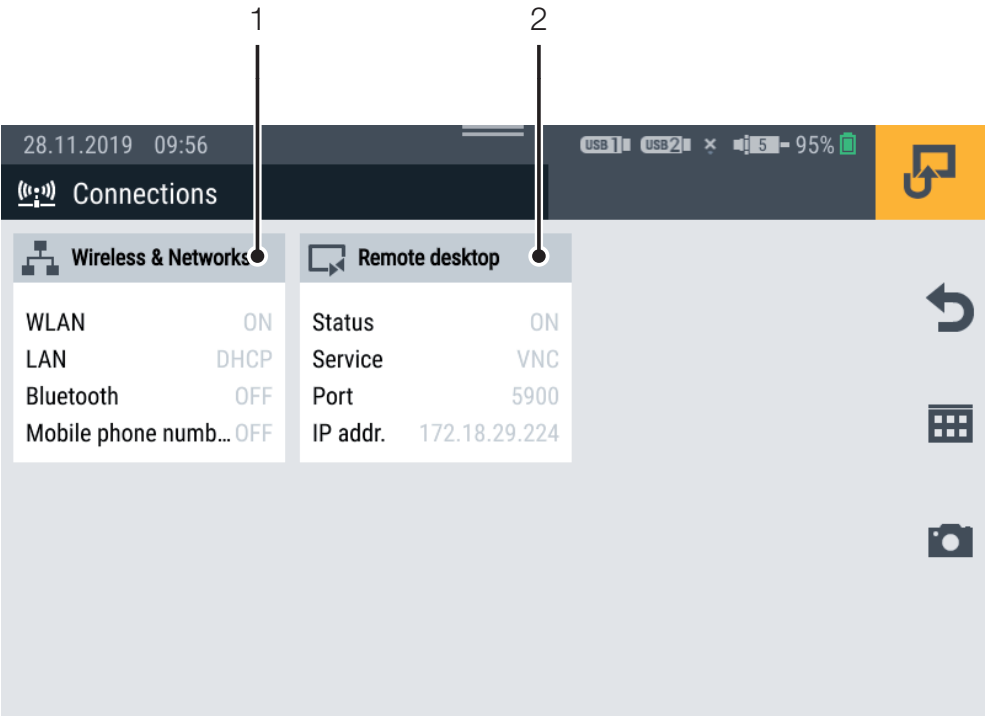 1 2
28.11.2019 09:56 USB 1 USB 2 5 95%
Connections
Wireless & Networks Remote desktop
WLAN ON Status ON
LAN DHCP Service VNC
Bluetooth OFF Port 5900
Mobile phone numb... OFF IP addr. 172.18.29.224